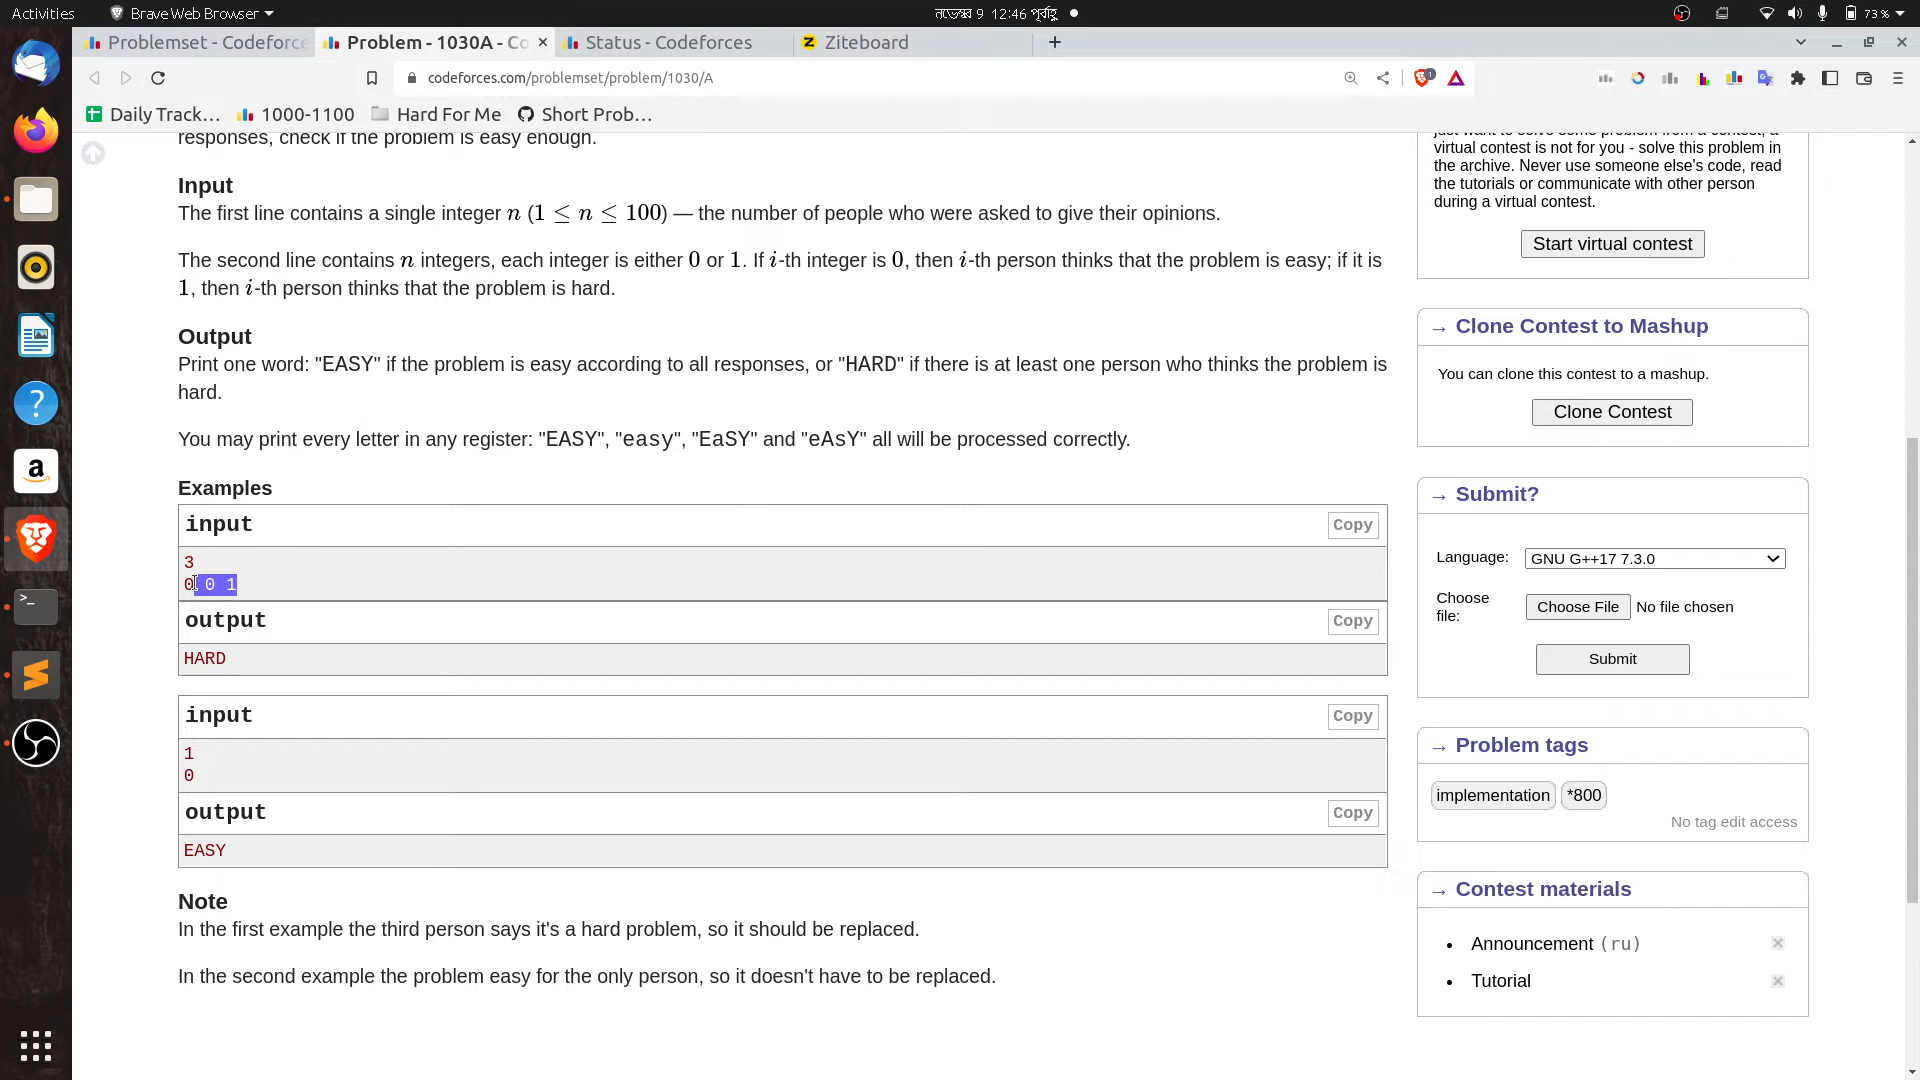 Activities
Brave Web Browser
নভেম্বর 9 12:46 পূর্বাহ্ণ
73 %
Problemset - Codeforce
Problem - 1030A - Co
Status - Codeforces
Ziteboard
codeforces.com/problemset/problem/1030/A
1
Daily Track...
1000-1100
Hard For Me
Short Prob...
responses, check if the problem is easy enough.
Input
The first line contains a single integer n (1 ≤ n ≤ 100) — the number of people who were asked to give their opinions.
The second line contains n integers, each integer is either 0 or 1. If i-th integer is 0, then i-th person thinks that the problem is easy; if it is
1, then i-th person thinks that the problem is hard.
Output
Print one word: "EASY" if the problem is easy according to all responses, or "HARD" if there is at least one person who thinks the problem is
hard.
You may print every letter in any register: "EASY", "easy", "EaSY" and "eAsY" all will be processed correctly.
Examples
input
Copy
3
0 0 1
output
Copy
HARD
input
Copy
1
0
output
Copy
EASY
Note
In the first example the third person says it's a hard problem, so it should be replaced.
In the second example the problem easy for the only person, so it doesn't have to be replaced.
just want to solve some problem from a contest, a
virtual contest is not for you - solve this problem in
the archive. Never use someone else's code, read
the tutorials or communicate with other person
during a virtual contest.
Start virtual contest
→ Clone Contest to Mashup
You can clone this contest to a mashup.
Clone Contest
→ Submit?
Language:
GNU G++17 7.3.0
Choose
file:
Choose File No file chosen
Submit
→ Problem tags
implementation
*800
No tag edit access
→ Contest materials
• Announcement (ru)
• Tutorial